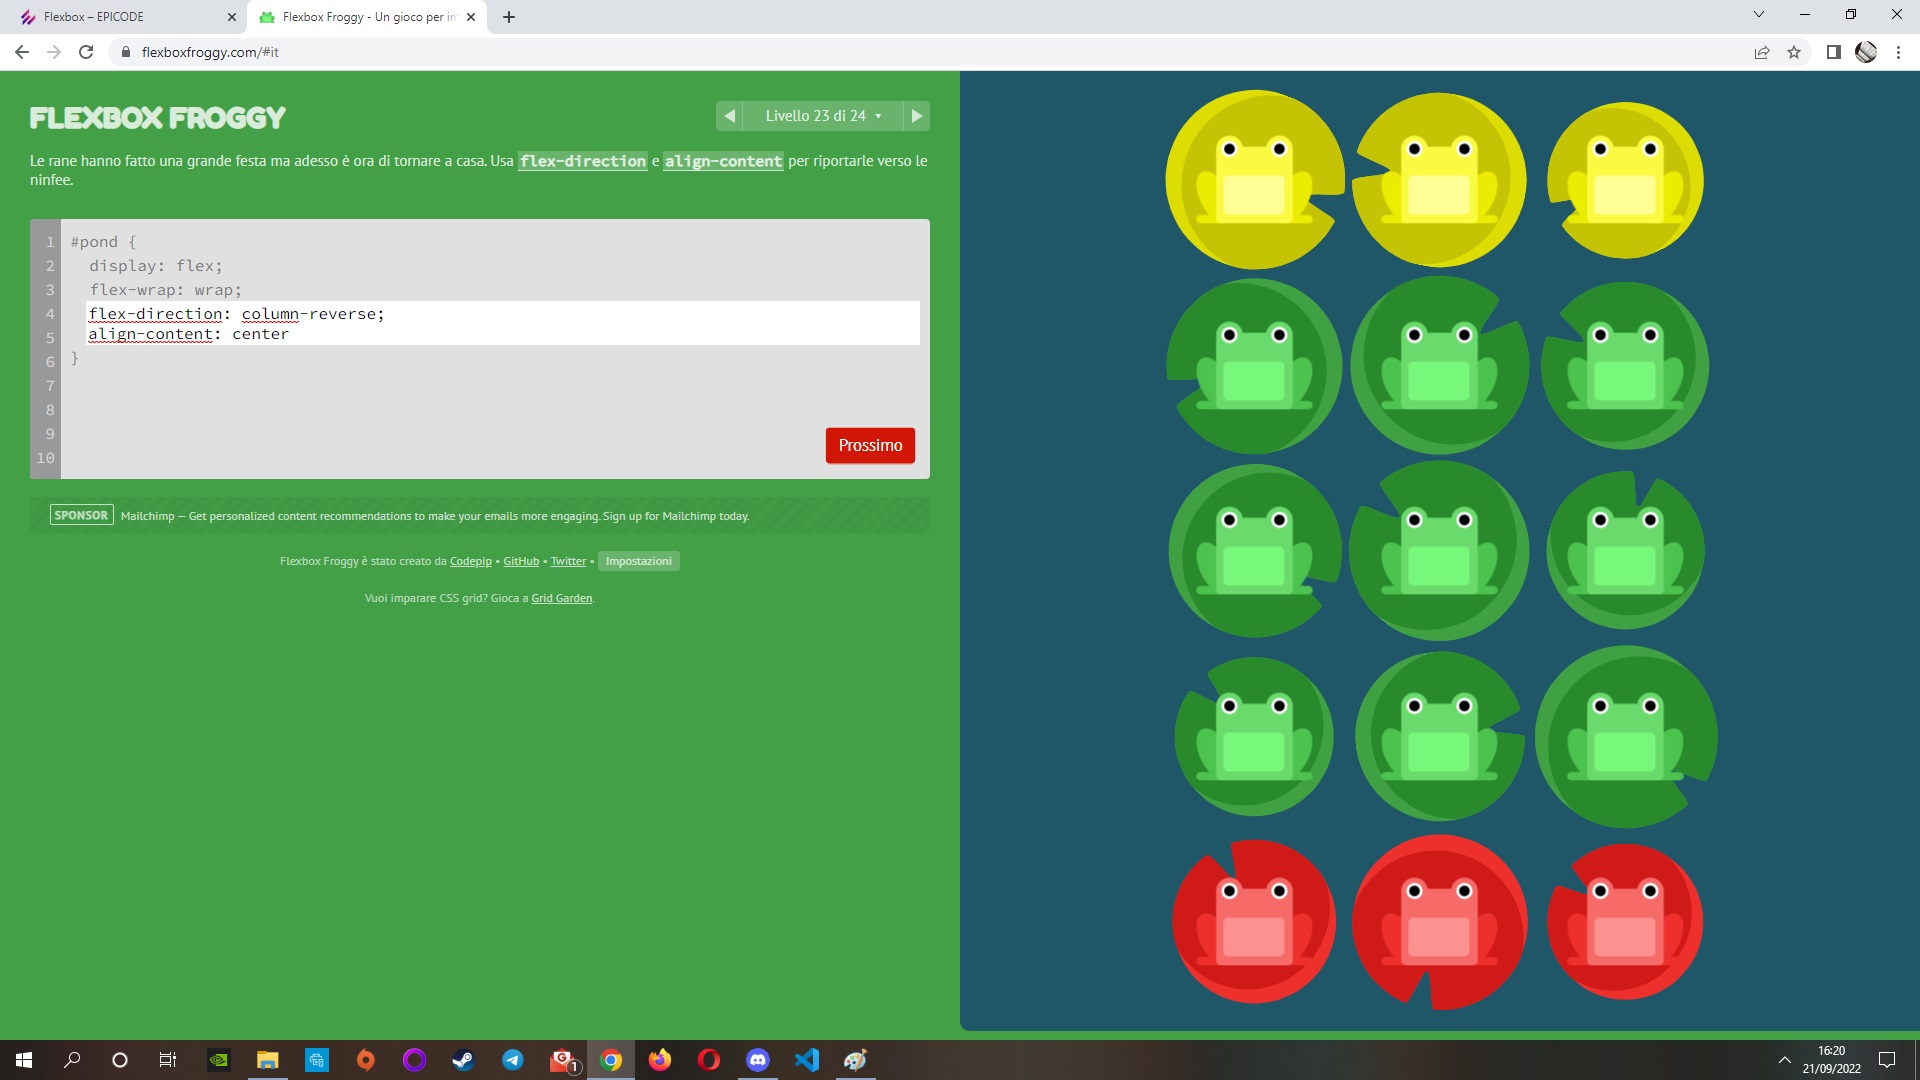 Flexbox – EPICODE
Flexbox Froggy - Un gioco per im
flexboxfroggy.com/#it
FLEXBOX FROGGY
Livello 23 di 24
Le rane hanno fatto una grande festa ma adesso è ora di tornare a casa. Usa flex-direction e align-content per riportarle verso le
ninfee.
1 #pond {
2 display: flex;
3 flex-wrap: wrap;
4 flex-direction: column-reverse;
5 align-content: center
6 }
7
8
9
10
Prossimo
SPONSOR Mailchimp — Get personalized content recommendations to make your emails more engaging. Sign up for Mailchimp today.
Flexbox Froggy è stato creato da Codepip • GitHub • Twitter • Impostazioni
Vuoi imparare CSS grid? Gioca a Grid Garden.
G 1
16:20
21/09/2022